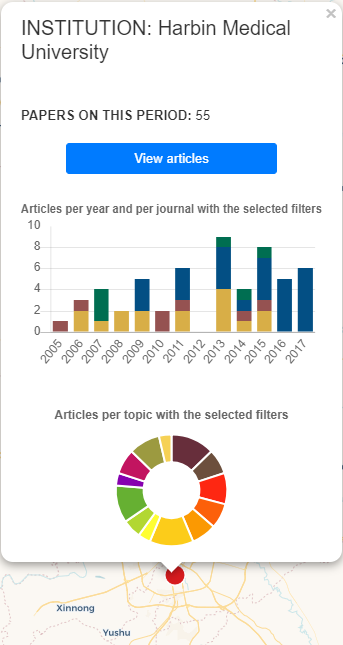 ×
INSTITUTION: Harbin Medical
University
PAPERS ON THIS PERIOD: 55
View articles
Articles per year and per journal with the selected filters
10
8
6
4
2
0
2005 2006 2007 2008 2009 2010 2011 2012 2013 2014 2015 2016 2017
Articles per topic with the selected filters
Xinnong
Yushu